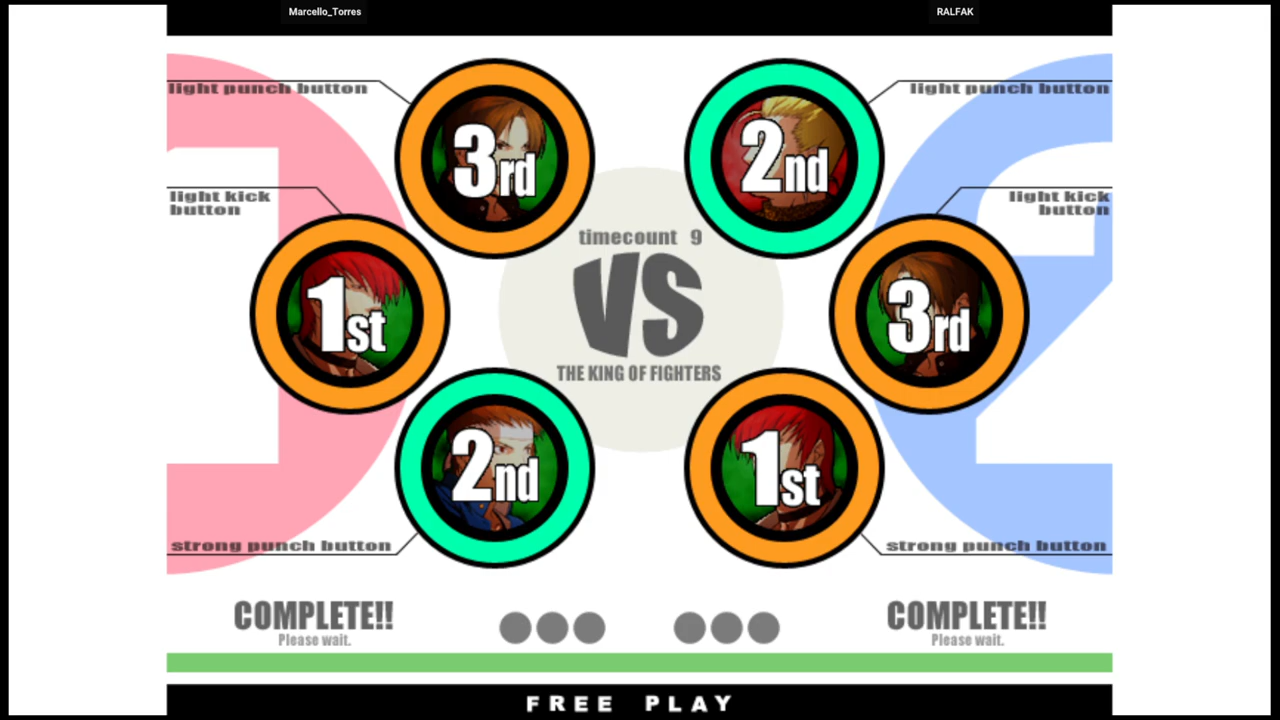 Marcello_Torres
RALFAK
light punch button
3rd
2nd
light punch button
light kick
button
light kick
button
timecount 9
VS
THE KING OF FIGHTERS
1st
3rd
2nd
1st
strong punch button
strong punch button
COMPLETE!!
Please wait.
COMPLETE!!
Please wait.
FREE PLAY
1
2